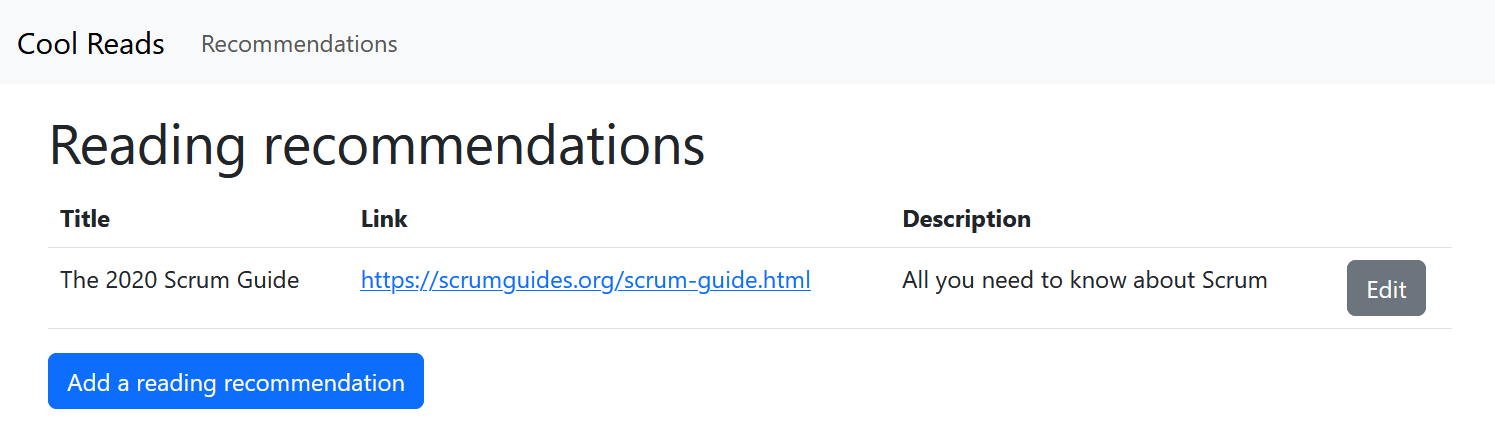 Cool Reads Recommendations
Reading recommendations
Title Link Description
The 2020 Scrum Guide https://scrumguides.org/scrum-guide.html All you need to know about Scrum Edit
Add a reading recommendation